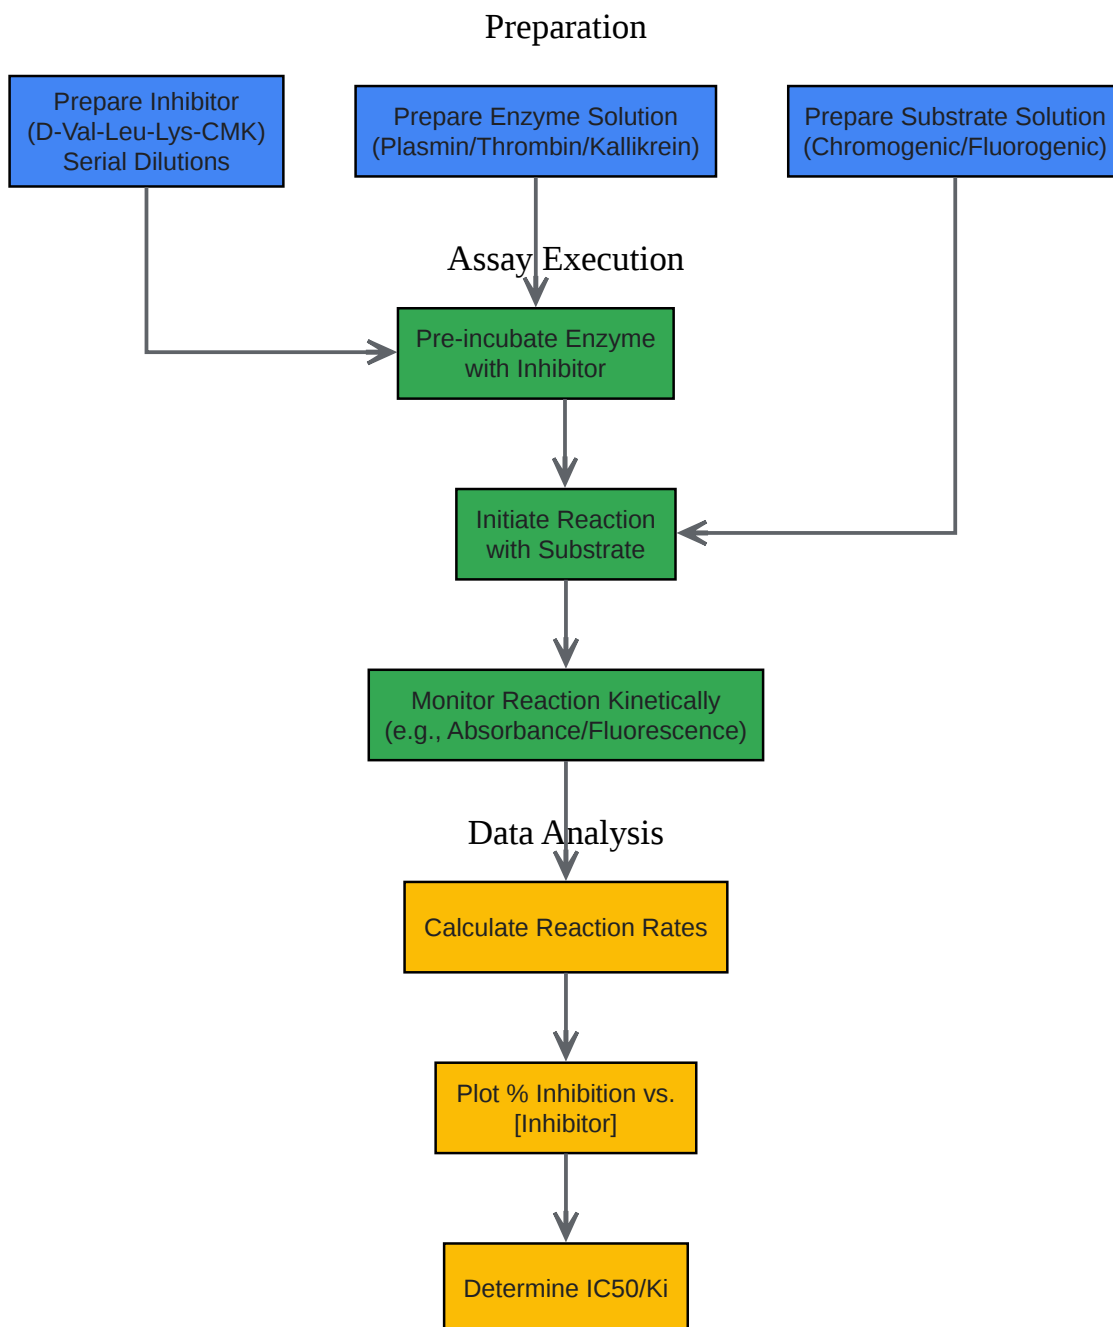 Preparation
Prepare Inhibitor
(D-Val-Leu-Lys-CMK)
Serial Dilutions
Prepare Enzyme Solution
(Plasmin/Thrombin/Kallikrein)
Prepare Substrate Solution
(Chromogenic/Fluorogenic)
Assay Execution
Pre-incubate Enzyme
with Inhibitor
Initiate Reaction
with Substrate
Monitor Reaction Kinetically
(e.g., Absorbance/Fluorescence)
Data Analysis
Calculate Reaction Rates
Plot % Inhibition vs.
[Inhibitor]
Determine IC50/Ki